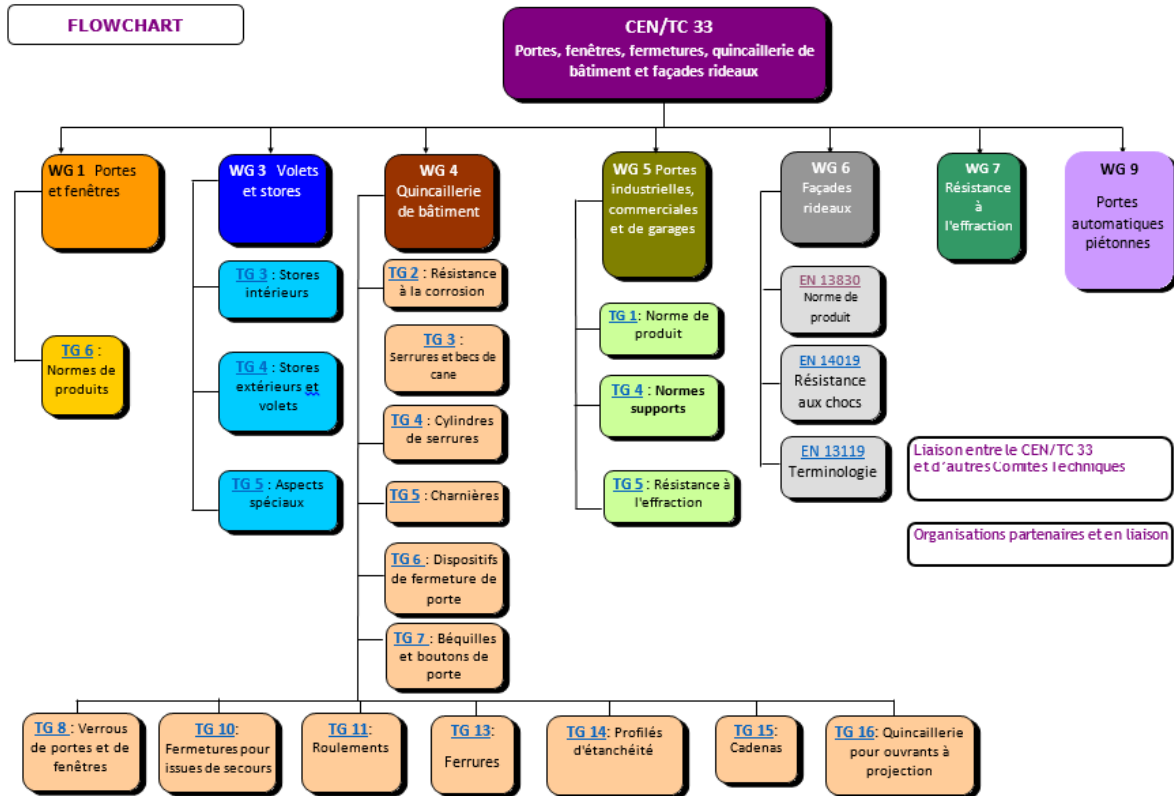 FLOWCHART
CEN/TC 33
Portes, fenêtres, fermetures, quincaillerie de
bâtiment et façades rideaux
WG 1 Portes
et fenêtres
WG 3 Volets
et stores
WG 4
Quincaillerie
de bâtiment
WG 5 Portes
industrielles,
commerciales
et de garages
WG 6
Façades
rideaux
WG 7
Résistance
à
l'effraction
WG 9
Portes
automatiques
piétonnes
TG 6 :
Normes de
produits
TG 3 : Stores
intérieurs
TG 4 : Stores
extérieurs et
volets
TG 5 : Aspects
spéciaux
TG 2 : Résistance
à la corrosion
TG 3 :
Serrures et becs de
cane
TG 4 : Cylindres
de serrures
TG 5 : Charnières
TG 6 : Dispositifs
de fermeture de
porte
TG 7 : Béquilles
et boutons de
porte
TG 1: Norme de
produit
TG 4 : Normes
supports
TG 5 : Résistance à
l'effraction
EN 13830
Norme de
produit
EN 14019
Résistance
aux chocs
EN 13119
Terminologie
Liaison entre le CEN/TC 33
et d'autres Comités Techniques
Organisations partenaires et en liaison
TG 8 : Verrous
de portes et de
fenêtres
TG 10:
Fermetures pour
issues de secours
TG 11:
Roulements
TG 13:
Ferrures
TG 14: Profilés
d'étanchéité
TG 15:
Cadenas
TG 16: Quincaillerie
pour ouvrants à
projection